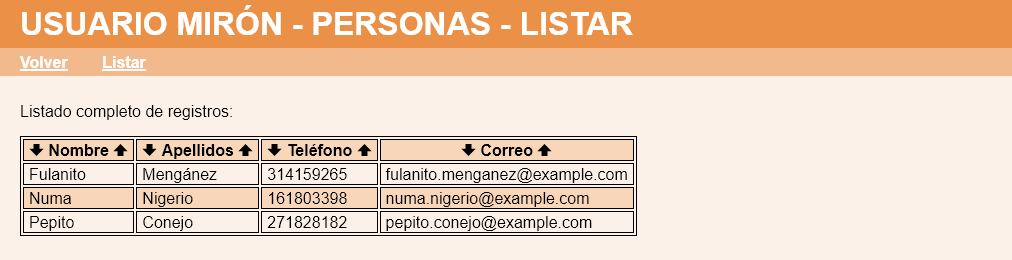 USUARIO MIRÓN - PERSONAS - LISTAR
Volver Listar
Listado completo de registros:
🡇 Nombre 🡅 🡇 Apellidos 🡅 🡇 Teléfono 🡅 🡇 Correo 🡅
Fulanito Mengánez 314159265 fulanito.menganez@example.com
Numa Nigerio 161803398 numa.nigerio@example.com
Pepito Conejo 271828182 pepito.conejo@example.com